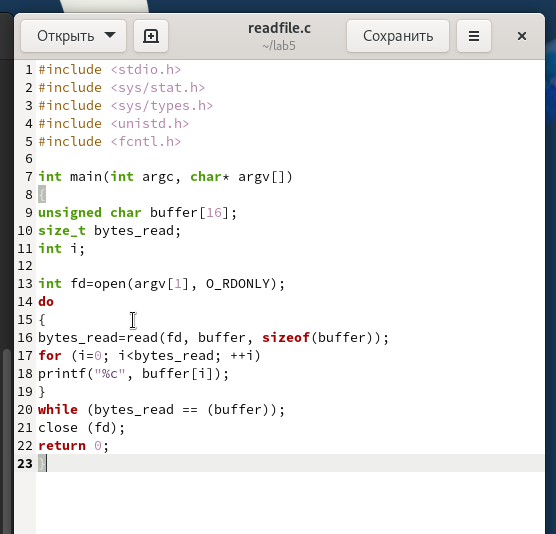 Открыть
readfile.c
~/lab5
Сохранить
1 #include <stdio.h>
2 #include <sys/stat.h>
3 #include <sys/types.h>
4 #include <unistd.h>
5 #include <fcntl.h>
6
7 int main(int argc, char* argv[])
8 {
9 unsigned char buffer[16];
10 size_t bytes_read;
11 int i;
12
13 int fd=open(argv[1], O_RDONLY);
14 do
15 {
16 bytes_read=read(fd, buffer, sizeof(buffer));
17 for (i=0; i<bytes_read; ++i)
18 printf("%c", buffer[i]);
19 }
20 while (bytes_read == (buffer));
21 close (fd);
22 return 0;
23 }